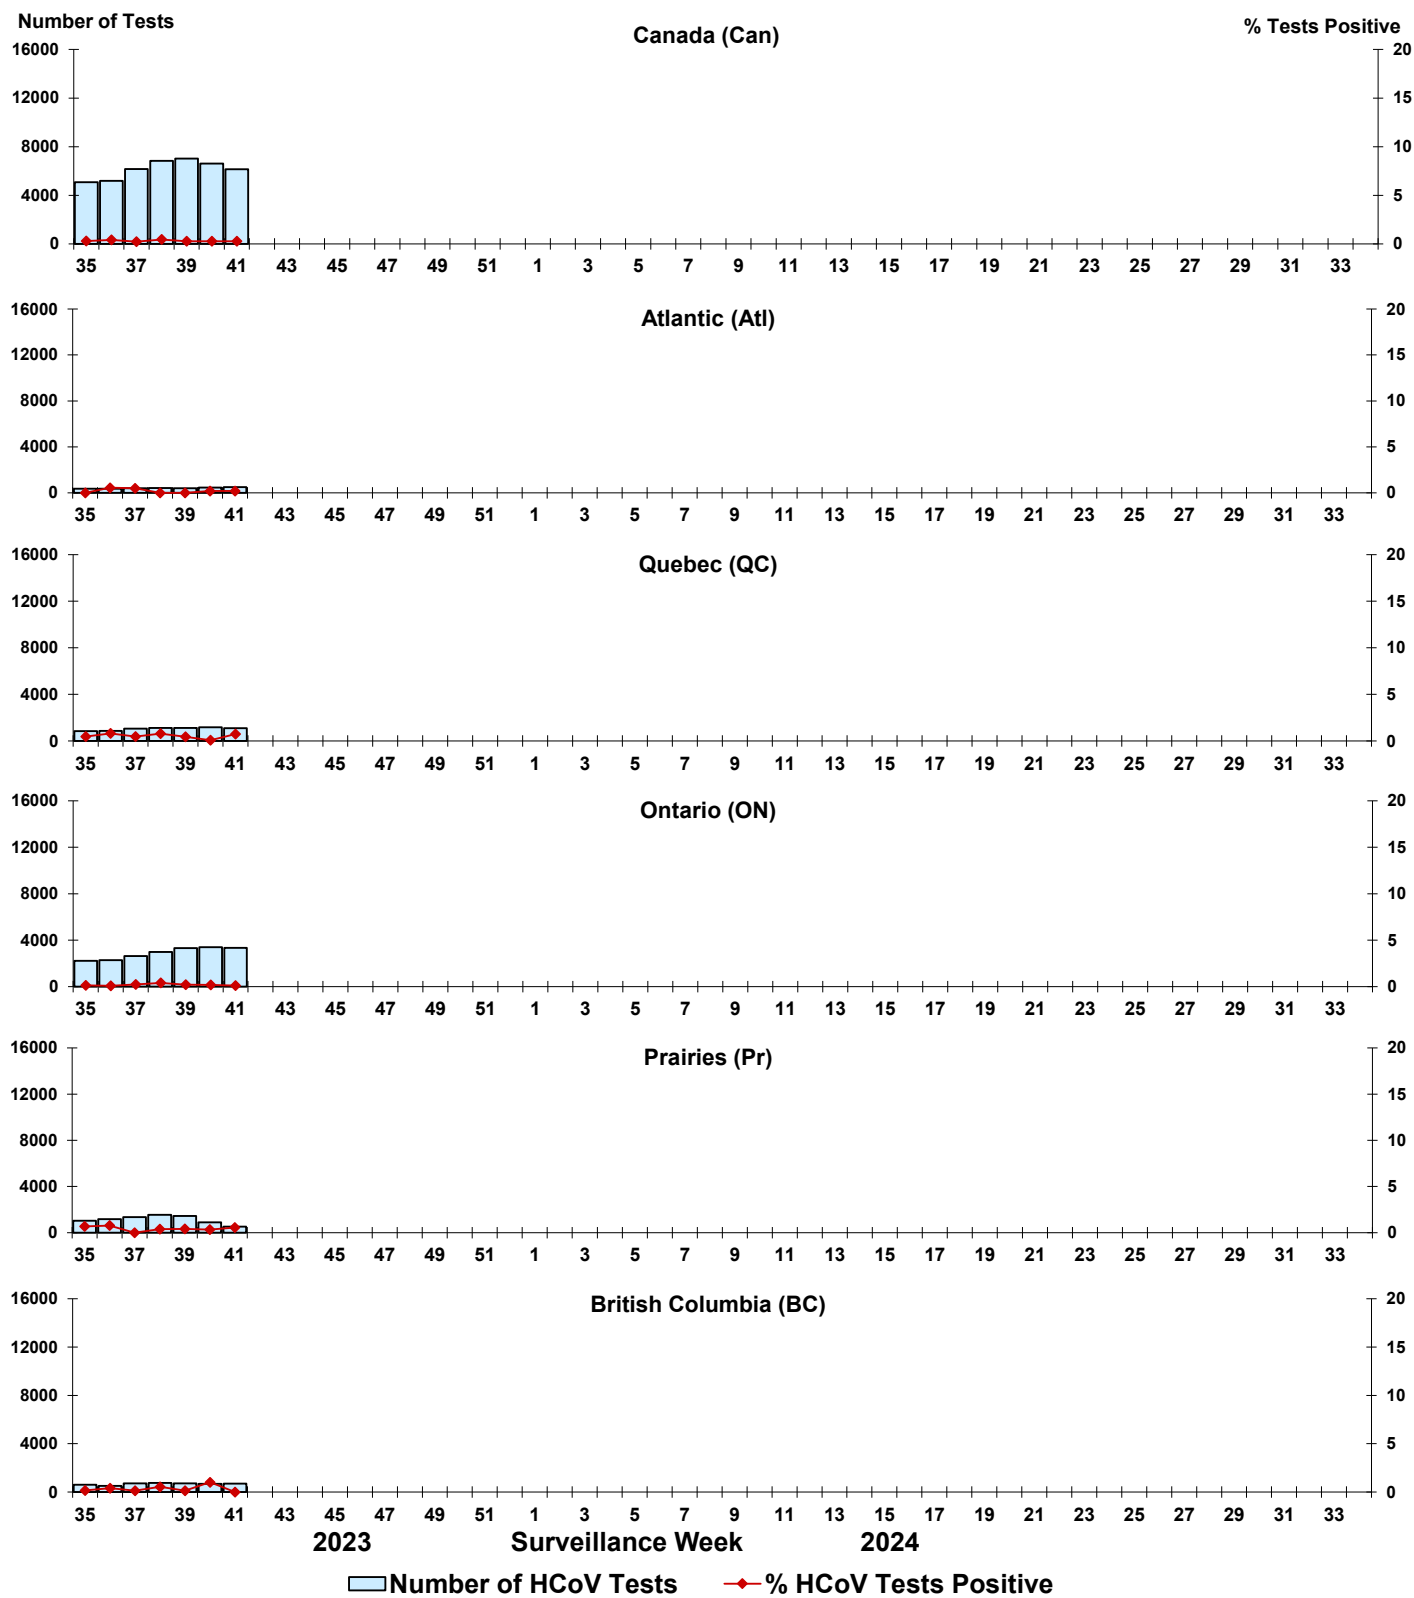 Number of Tests
Canada (Can)
% Tests Positive
16000 20
12000 15
8000 10
4000 5
0 0
35 37 39 41 43 45 47 49 51 1 3 5 7 9 11 13 15 17 19 21 23 25 27 29 31 33
Atlantic (Atl)
16000 20
12000 15
8000 10
4000 5
0 0
35 37 39 41 43 45 47 49 51 1 3 5 7 9 11 13 15 17 19 21 23 25 27 29 31 33
Quebec (QC)
16000 20
12000 15
8000 10
4000 5
0 0
35 37 39 41 43 45 47 49 51 1 3 5 7 9 11 13 15 17 19 21 23 25 27 29 31 33
Ontario (ON)
16000 20
12000 15
8000 10
4000 5
0 0
35 37 39 41 43 45 47 49 51 1 3 5 7 9 11 13 15 17 19 21 23 25 27 29 31 33
Prairies (Pr)
16000 20
12000 15
8000 10
4000 5
0 0
35 37 39 41 43 45 47 49 51 1 3 5 7 9 11 13 15 17 19 21 23 25 27 29 31 33
British Columbia (BC)
16000 20
12000 15
8000 10
4000 5
0 0
35 37 39 41 43 45 47 49 51 1 3 5 7 9 11 13 15 17 19 21 23 25 27 29 31 33
2023 Surveillance Week 2024
Number of HCoV Tests % HCoV Tests Positive